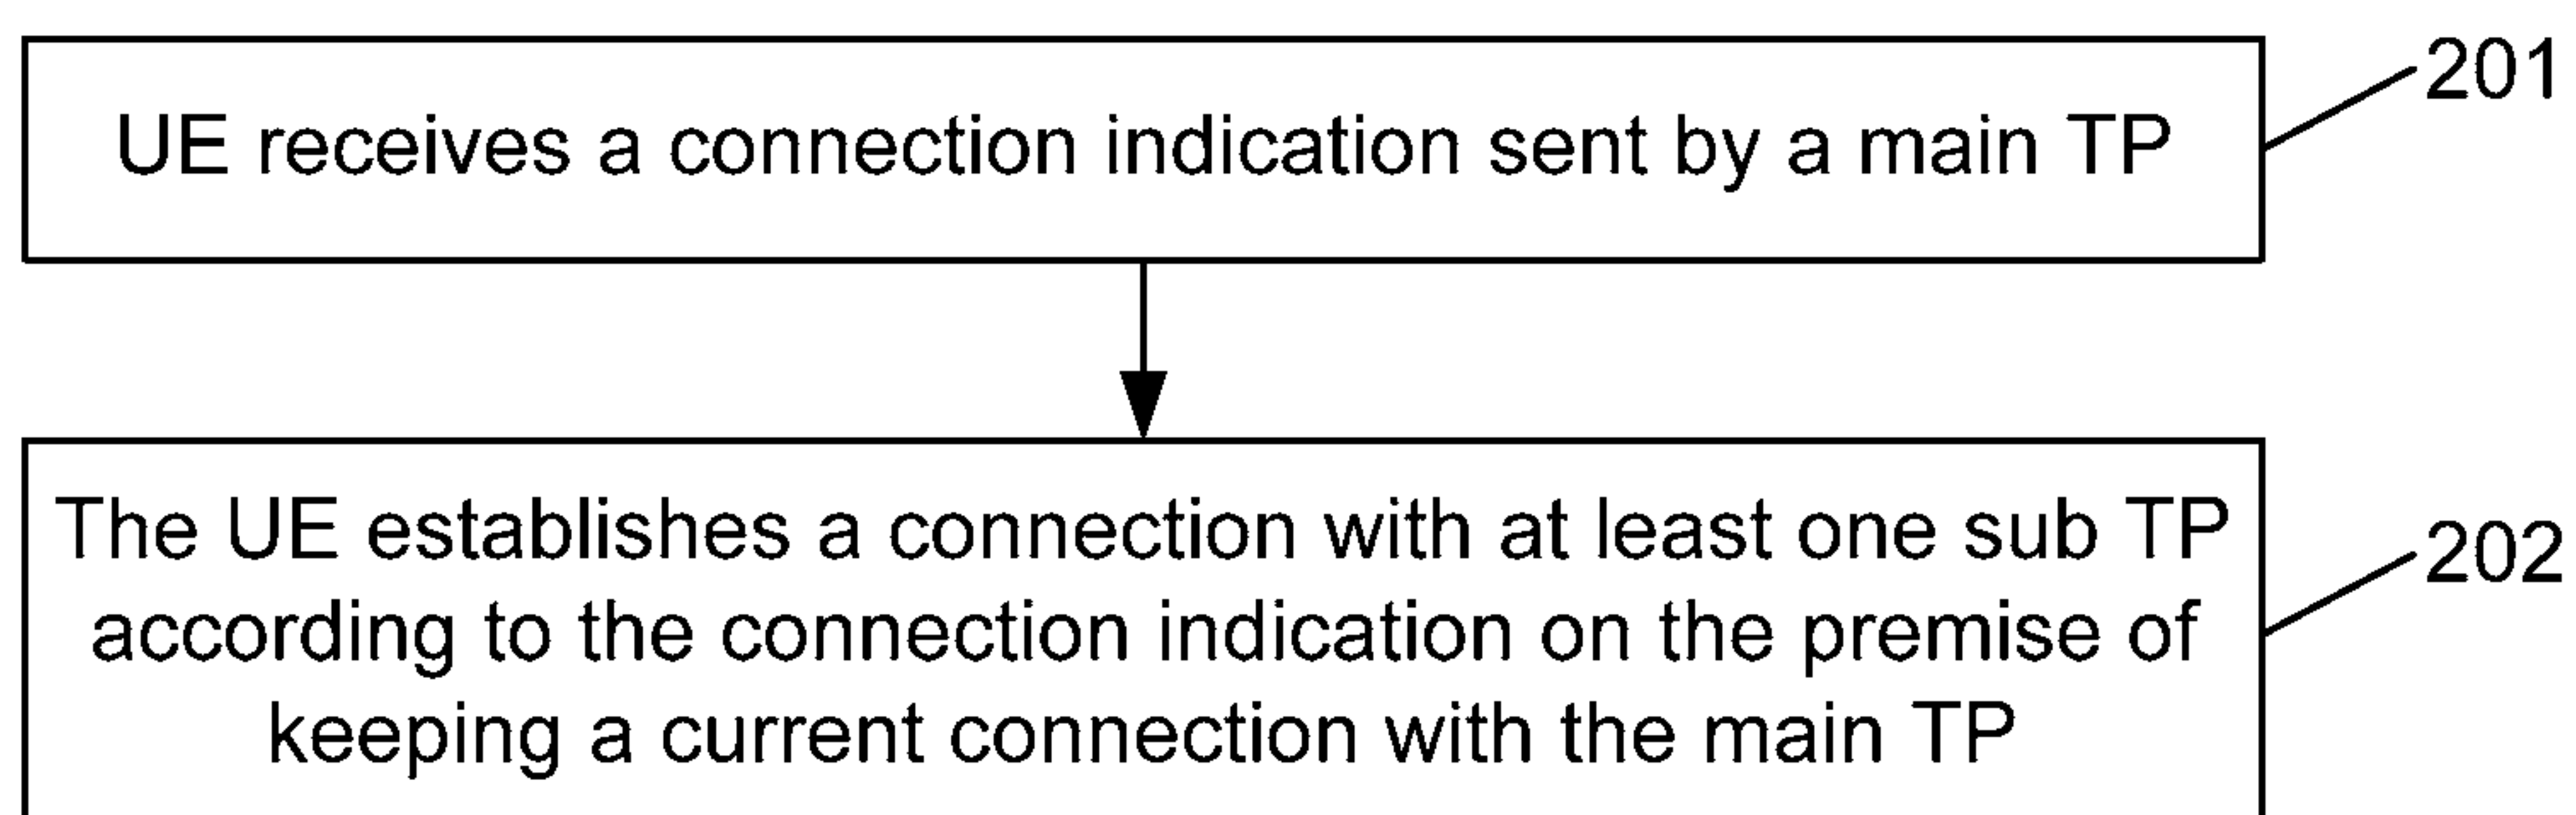 UE receives a connection indication sent by a main TP
201
The UE establishes a connection with at least one sub TP
according to the connection indication on the premise of
keeping a current connection with the main TP
202